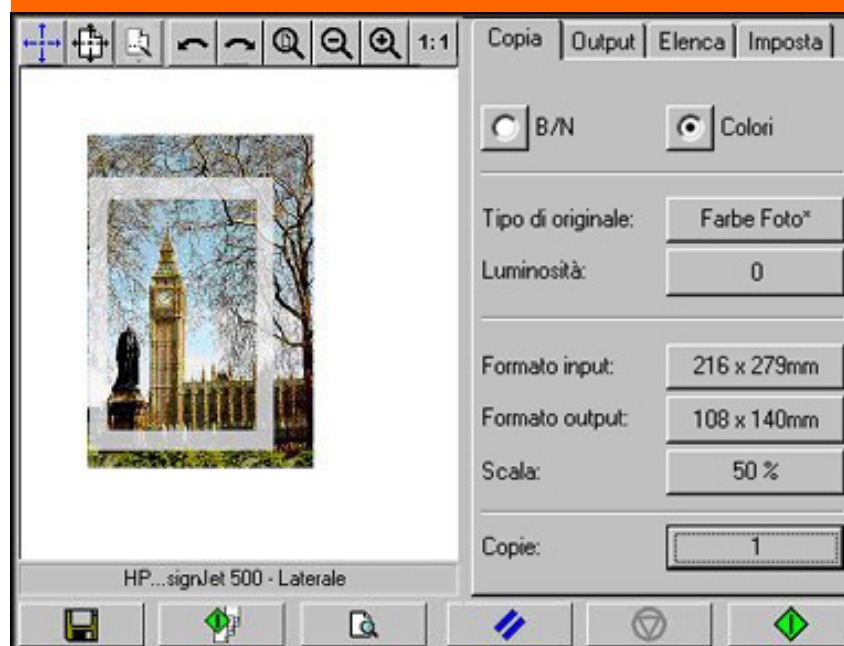 1:1
Copia Output Elenca Imposta
B/N Colori
Tipo di originale: Farbe Foto*
Luminosità: 0
Formato input: 216 x 279mm
Formato output: 108 x 140mm
Scala: 50 %
Copie: 1
HP...signJet 500 - Laterale